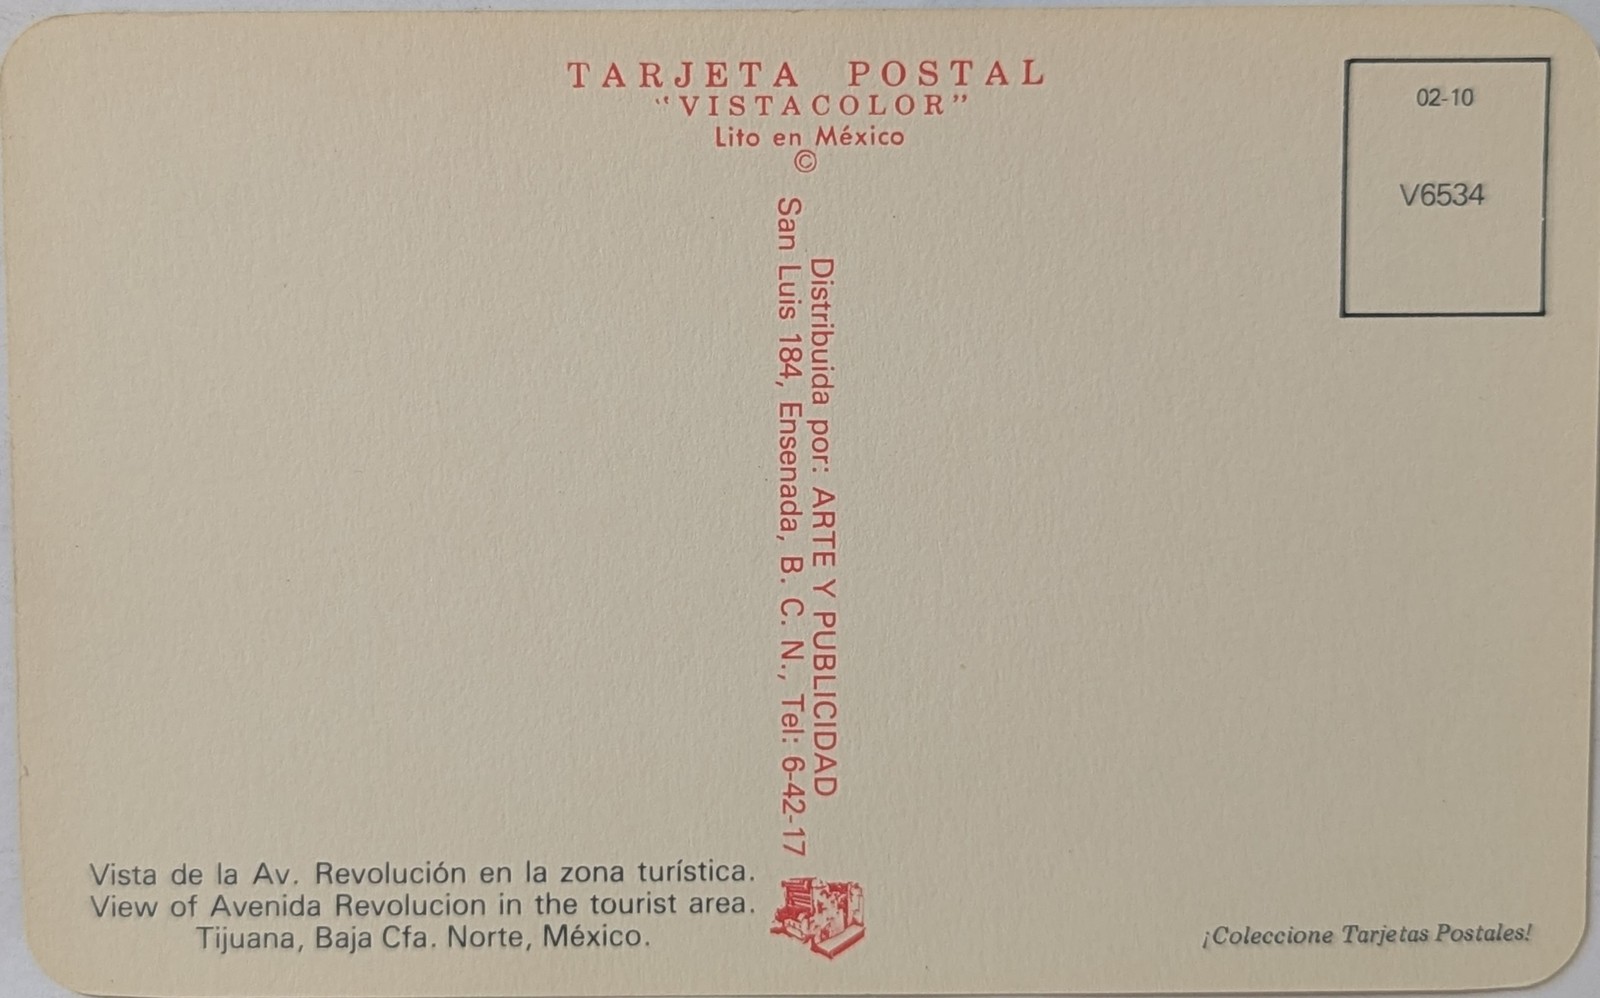 TARJETA POSTAL
"VISTACOLOR"
Lito en México
©
Distribuida por: ARTE Y PUBLICIDAD
San Luis 184, Ensenada, B. C. N., Tel: 6-42-17
02-10
V6534
Vista de la Av. Revolución en la zona turística.
View of Avenida Revolucion in the tourist area.
Tijuana, Baja Cfa. Norte, México.
¡Coleccione Tarjetas Postales!